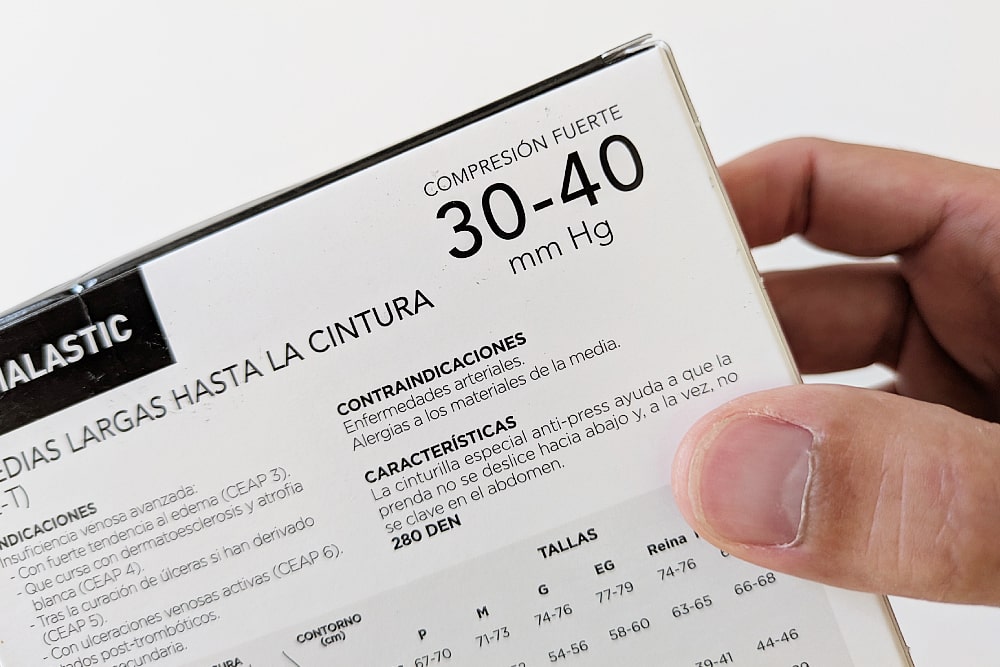 COMPRESIÓN FUERTE
30-40
mm Hg
LARGAS HASTA LA CINTURA
CONTRAINDICACIONES
Enfermedades arteriales.
Alergias a los materiales de la media.
CARACTERÍSTICAS
La cinturilla especial anti-press ayuda a que la
prenda no se deslice hacia abajo y, a la vez, no
se clave en el abdomen.
280 DEN
venosa avanzada:
- Con fuerte tendencia al edema (CEAP 3).
- Que cursa con dermatoesclerosis y atrofia
blanca (CEAP 4).
- Tras la curación de úlceras si han derivado
(CEAP 5).
- Con ulceraciones venosas activas (CEAP 6).
post-trombóticos.
TALLAS
CONTORNO
(cm)
P M G EG Reina
67-70 71-73 74-76 77-79 74-76
54-56 58-60 63-65 66-68
39-41 44-46